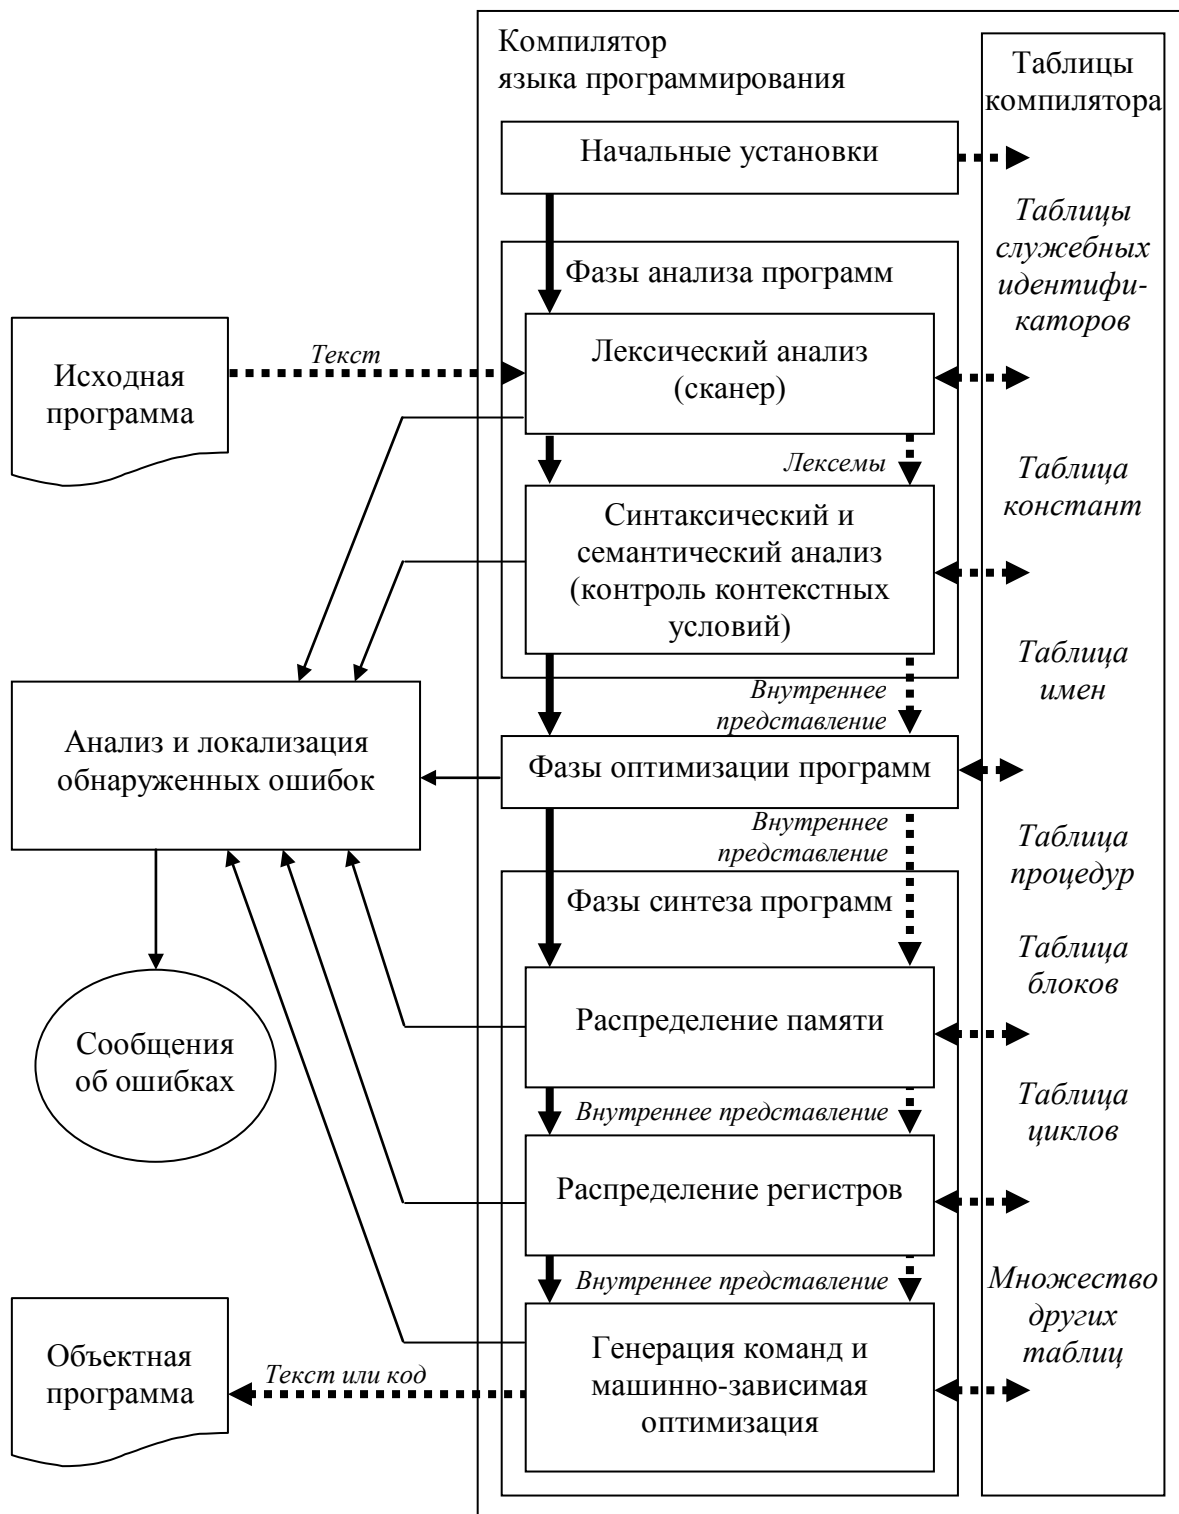 Компилятор
языка программирования
Таблицы
компилятора
Начальные установки
Таблицы
служебных
идентифи-
каторов
Фазы анализа программ
Исходная
программа
Текст
Лексический анализ
(сканер)
Лексемы
Таблица
констант
Синтаксический и
семантический анализ
(контроль контекстных
условий)
Таблица
имен
Внутреннее
представление
Анализ и локализация
обнаруженных ошибок
Фазы оптимизации программ
Внутреннее
представление
Таблица
процедур
Фазы синтеза программ
Таблица
блоков
Распределение памяти
Сообщения
об ошибках
Внутреннее представление
Таблица
циклов
Распределение регистров
Внутреннее представление
Множество
других
таблиц
Объектная
программа
Текст или код
Генерация команд и
машинно-зависимая
оптимизация